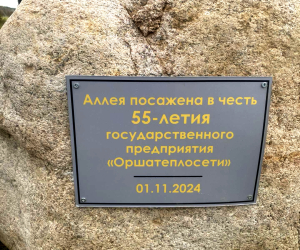 Аллея посажена в честь
55-летия
государственного
предприятия
«Оршатеплосети»
01.11.2024